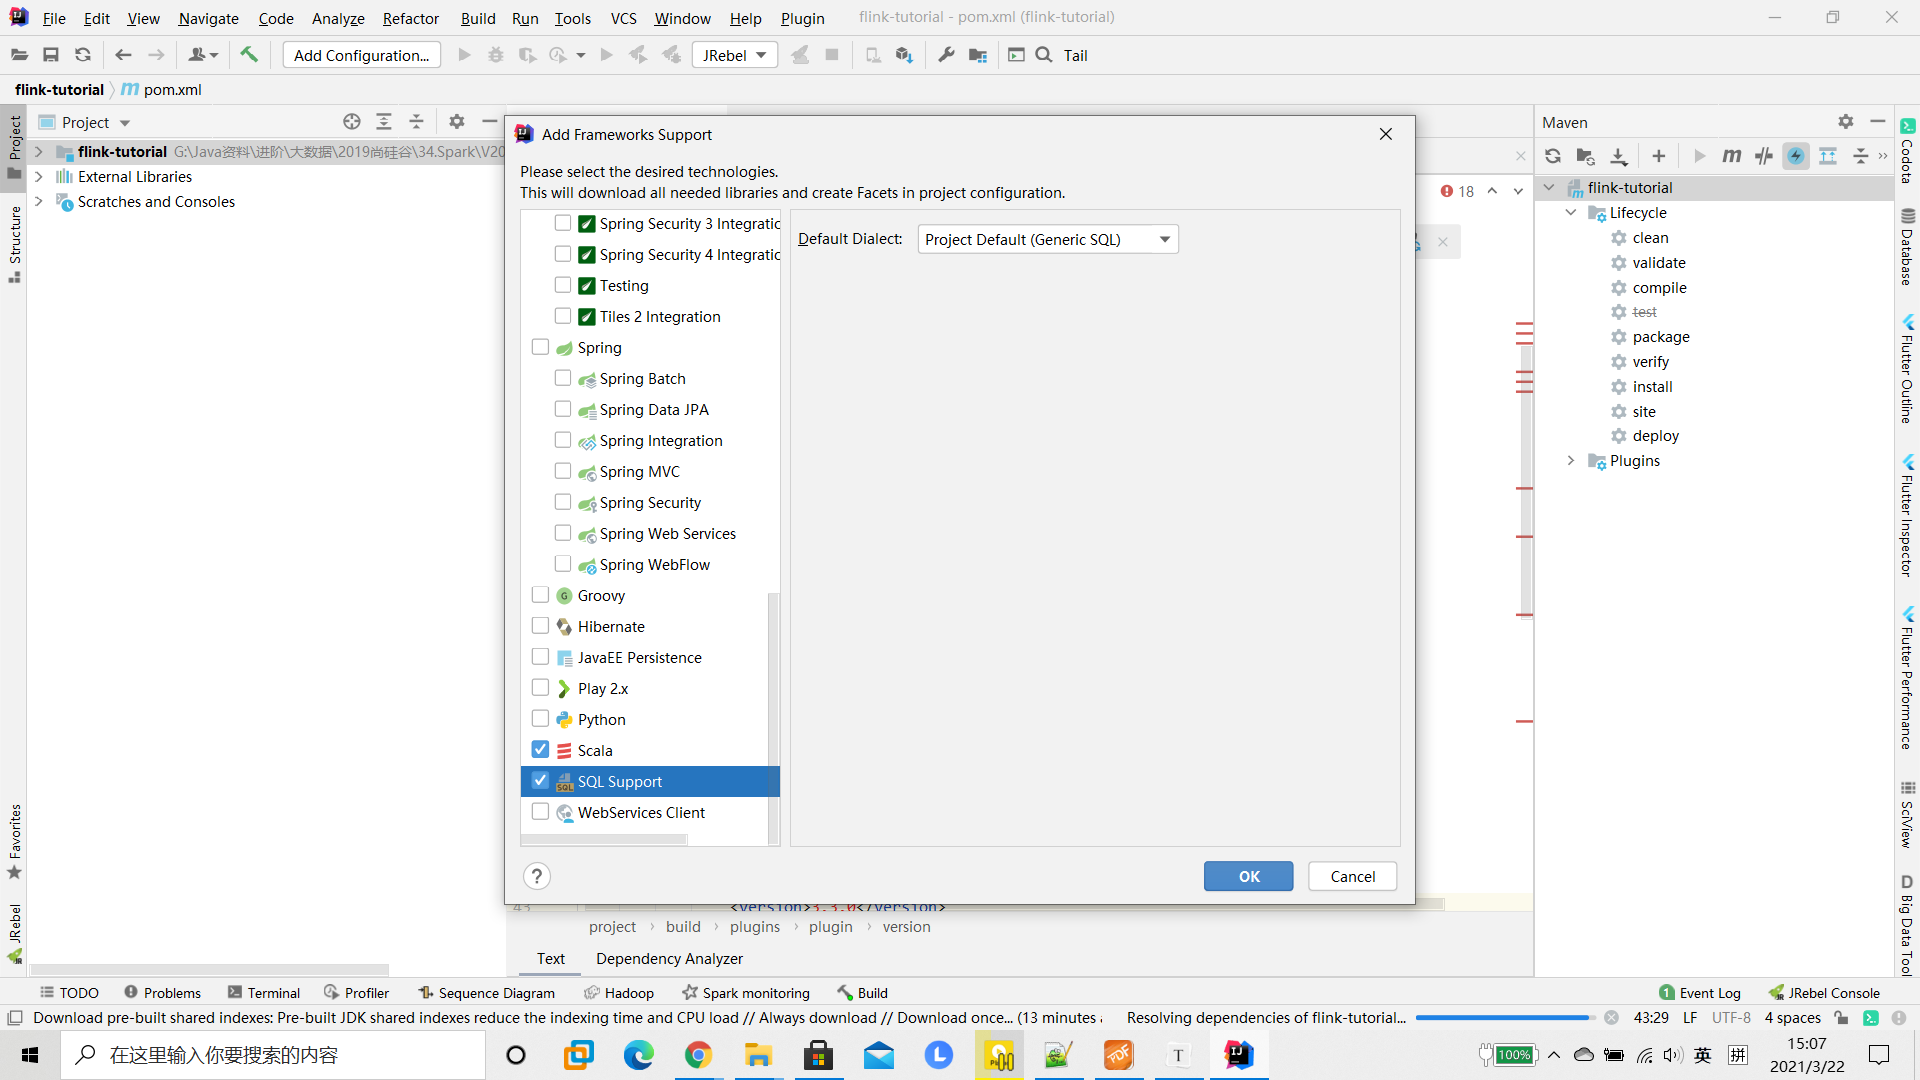 File Edit View Navigate Code Analyze Refactor Build Run Tools VCS Window Help Plugin flink-tutorial - pom.xml (flink-tutorial)
Add Configuration... JRebel Tail
flink-tutorial pom.xml
Project
flink-tutorial G:\Java资料\进阶\大数据\2019尚硅谷\34.Spark\V20
External Libraries
Scratches and Consoles
Project
Structure
Favorites
JRebel
Add Frameworks Support
Please select the desired technologies.
This will download all needed libraries and create Facets in project configuration.
Spring Security 3 Integratio
Spring Security 4 Integratio
Testing
Tiles 2 Integration
Spring
Spring Batch
Spring Data JPA
Spring Integration
Spring MVC
Spring Security
Spring Web Services
Spring WebFlow
Groovy
Hibernate
JavaEE Persistence
Play 2.x
Python
Scala
SQL Support
WebServices Client
Default Dialect: Project Default (Generic SQL)
? OK Cancel
18
43 <version>3.3.0</version>
project › build › plugins › plugin › version
Text Dependency Analyzer
Maven
flink-tutorial
Lifecycle
clean
validate
compile
test
package
verify
install
site
deploy
Plugins
Codota
Database
Flutter Outline
Flutter Inspector
Flutter Performance
SciView
D Big Data Tool
TODO Problems Terminal Profiler Sequence Diagram Hadoop Spark monitoring Build 1 Event Log JRebel Console
Download pre-built shared indexes: Pre-built JDK shared indexes reduce the indexing time and CPU load // Always download // Download once... (13 minutes a Resolving dependencies of flink-tutorial... 43:29 LF UTF-8 4 spaces
在这里输入你要搜索的内容 100% 英 拼 15:07
2021/3/22